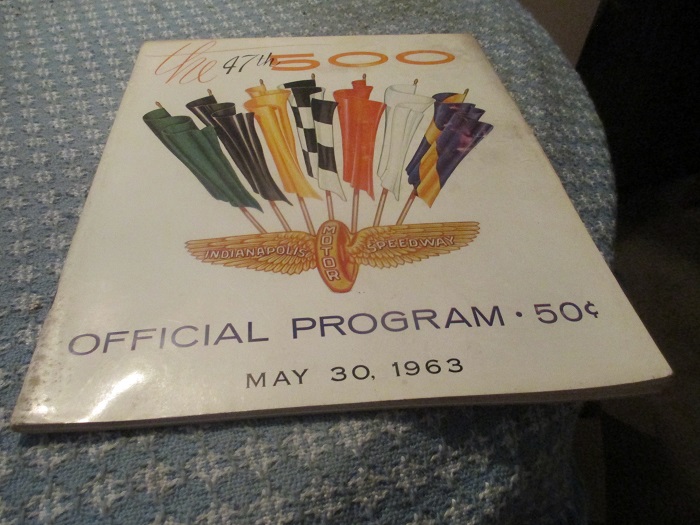 the 47th 500
INDIANAPOLIS MOTOR SPEEDWAY
OFFICIAL PROGRAM • 50¢
MAY 30, 1963